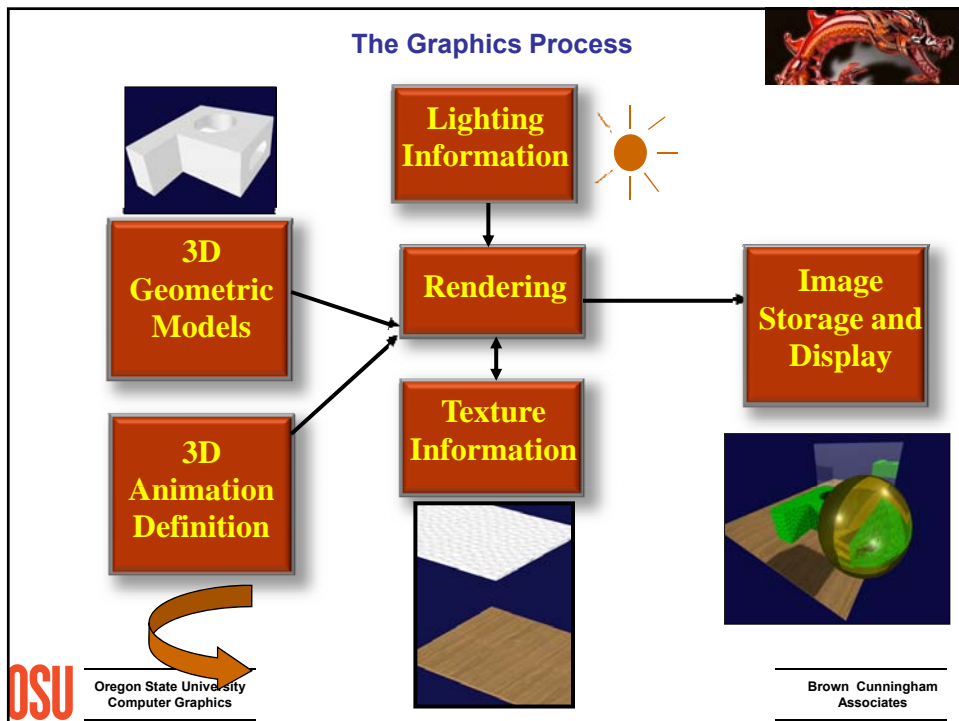 The Graphics Process
Lighting
Information
3D
Geometric
Models
Rendering
Image
Storage and
Display
Texture
Information
3D
Animation
Definition
OSU
Oregon State University
Computer Graphics
Brown Cunningham
Associates